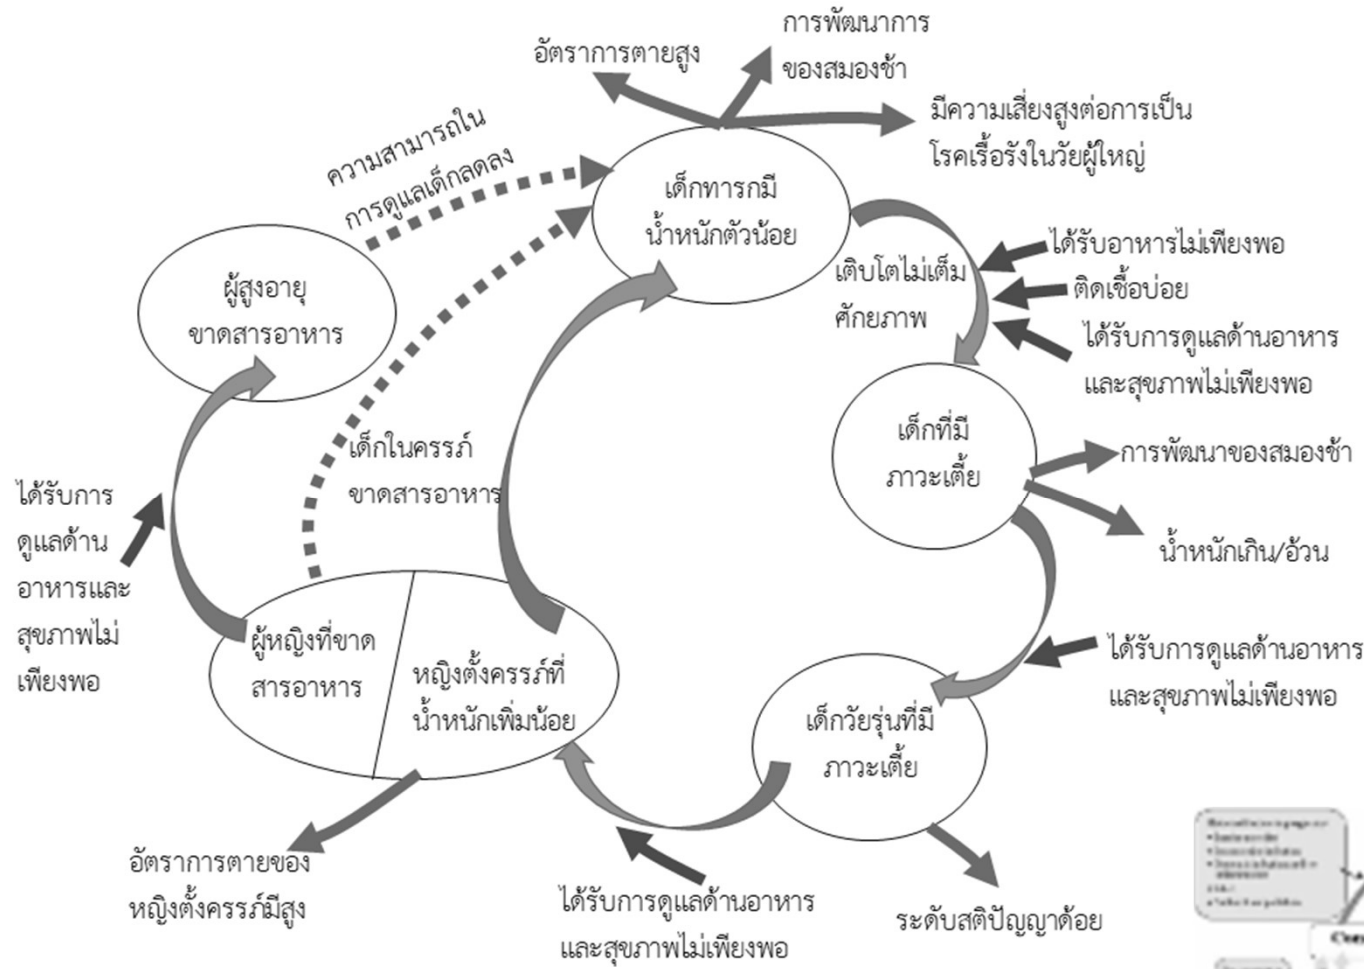 การพัฒนาการ
ของสมองช้า
อัตราการตายสูง
มีความเสี่ยงสูงต่อการเป็น
โรคเรื้อรังในวัยผู้ใหญ่
ความสามารถใน
การดูแลเด็กลดลง
เด็กทารกมี
น้ำหนักตัวน้อย
ได้รับอาหารไม่เพียงพอ
ติดเชื้อบ่อย
ได้รับการดูแลด้านอาหาร
และสุขภาพไม่เพียงพอ
เติบโตไม่เต็ม
ศักยภาพ
ผู้สูงอายุ
ขาดสารอาหาร
เด็กที่มี
ภาวะเตี้ย
การพัฒนาของสมองช้า
น้ำหนักเกิน/อ้วน
เด็กในครรภ์
ขาดสารอาหาร
ได้รับการ
ดูแลด้าน
อาหารและ
สุขภาพไม่
เพียงพอ
ผู้หญิงที่ขาด
สารอาหาร
หญิงตั้งครรภ์ที่
น้ำหนักเพิ่มน้อย
ได้รับการดูแลด้านอาหาร
และสุขภาพไม่เพียงพอ
เด็กวัยรุ่นที่มี
ภาวะเตี้ย
อัตราการตายของ
หญิงตั้งครรภ์มีสูง
ได้รับการดูแลด้านอาหาร
และสุขภาพไม่เพียงพอ
ระดับสติปัญญาด้อย